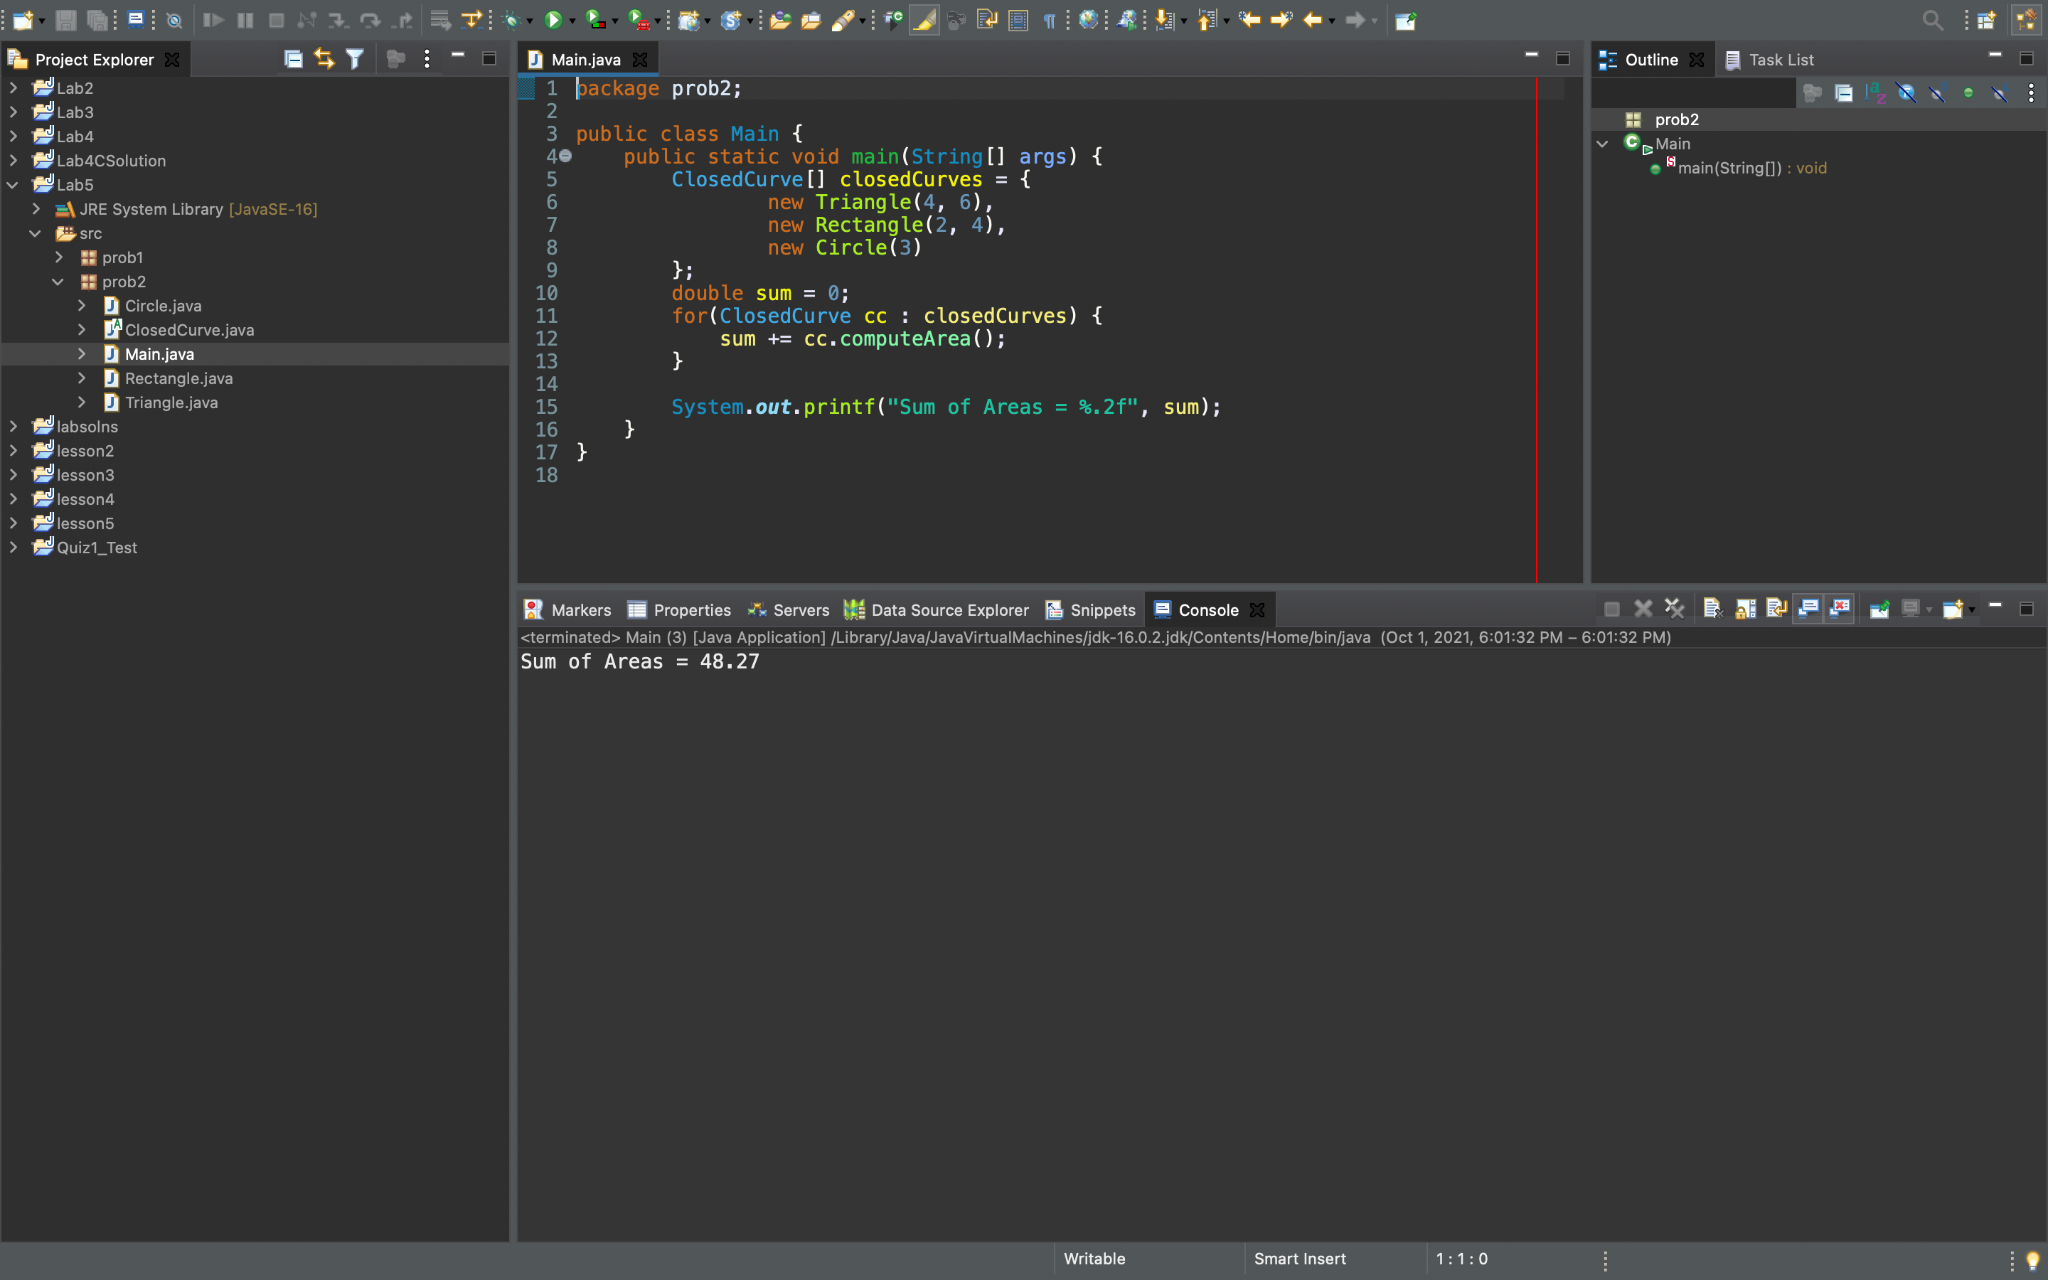 Project Explorer
Lab2
Lab3
Lab4
Lab4CSolution
Lab5
JRE System Library [JavaSE-16]
src
prob1
prob2
Circle.java
ClosedCurve.java
Main.java
Rectangle.java
Triangle.java
labsolns
lesson2
lesson3
lesson4
lesson5
Quiz1_Test
Main.java
1 package prob2;
2
3 public class Main {
4     public static void main(String[] args) {
5         ClosedCurve[] closedCurves = {
6                 new Triangle(4, 6),
7                 new Rectangle(2, 4),
8                 new Circle(3)
9         };
10         double sum = 0;
11         for(ClosedCurve cc : closedCurves) {
12             sum += cc.computeArea();
13         }
14
15         System.out.printf("Sum of Areas = %.2f", sum);
16     }
17 }
18
Outline Task List
prob2
Main
main(String[]) : void
Markers Properties Servers Data Source Explorer Snippets Console
<terminated> Main (3) [Java Application] /Library/Java/JavaVirtualMachines/jdk-16.0.2.jdk/Contents/Home/bin/java (Oct 1, 2021, 6:01:32 PM – 6:01:32 PM)
Sum of Areas = 48.27
Writable Smart Insert 1 : 1 : 0